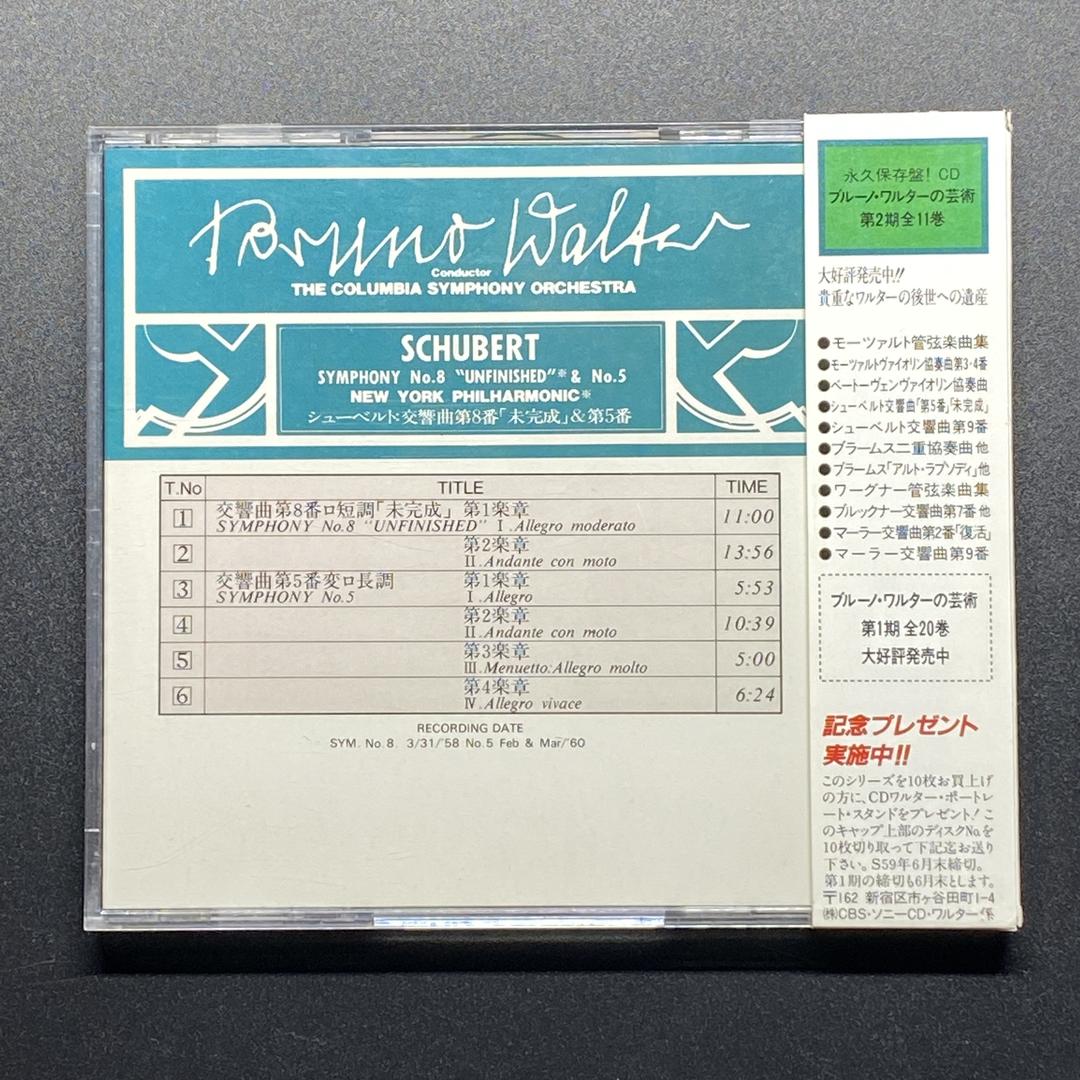 Bruno Walter
Conductor
THE COLUMBIA SYMPHONY ORCHESTRA
SCHUBERT
SYMPHONY No.8 "UNFINISHED"※ & No.5
NEW YORK PHILHARMONIC※
シューベルト:交響曲第8番「未完成」&第5番
T.No TITLE TIME
1 交響曲第8番ロ短調「未完成」 第1楽章 11:00
SYMPHONY No.8 "UNFINISHED" I.Allegro moderato
2 第2楽章 13:56
II.Andante con moto
3 交響曲第5番変ロ長調 第1楽章 5:53
SYMPHONY No.5 I.Allegro
4 第2楽章 10:39
II.Andante con moto
5 第3楽章 5:00
III.Menuetto:Allegro molto
6 第4楽章 6:24
IV.Allegro vivace
RECORDING DATE
SYM. No.8. 3/31/'58 No.5 Feb & Mar/'60
永久保存盤! CD
ブルーノ・ワルターの芸術
第2期全11巻
大好評発売中!!
貴重なワルターの後世への遺産
●モーツァルト管弦楽曲集
●モーツァルトヴァイオリン協奏曲第3・4番
●ベートーヴェンヴァイオリン協奏曲
●シューベルト交響曲「第5番」「未完成」
●シューベルト交響曲第9番
●ブラームス二重協奏曲他
●ブラームス「アルト・ラプソディ」他
●ワーグナー管弦楽曲集
●ブルックナー交響曲第7番他
●マーラー交響曲第2番「復活」
●マーラー交響曲第9番
ブルーノ・ワルターの芸術
第1期全20巻
大好評発売中
記念プレゼント
実施中!!
このシリーズを10枚お買上げ
の方に、CDワルター・ポートレ
ート・スタンドをプレゼント!こ
のキャップ上部のディスクNo.を
10枚切り取って下記迄お送り
下さい。S59年6月末締切。
第1期の締切も6月末とします。
〒162 新宿区市ヶ谷田町1-4
㈱CBS・ソニーCD・ワルター係